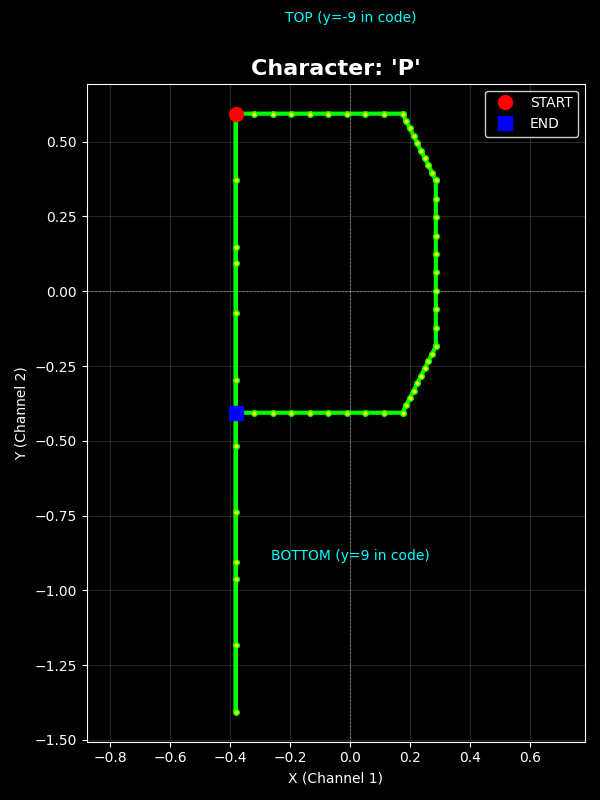 TOP (y=-9 in code)
Character: 'P'
START
END
0.50
0.25
0.00
−0.25
−0.50
−0.75
−1.00
−1.25
−1.50
Y (Channel 2)
BOTTOM (y=9 in code)
−0.8 −0.6 −0.4 −0.2 0.0 0.2 0.4 0.6
X (Channel 1)